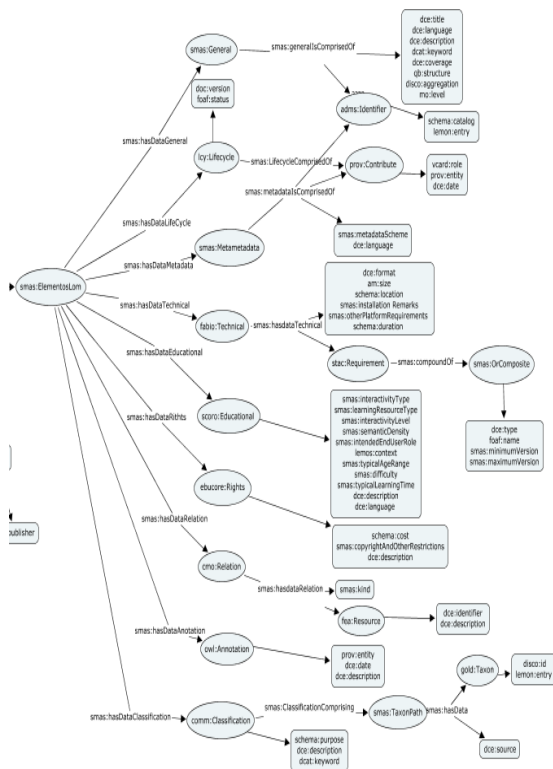 dce:title
dce:language
dce:description
dcat:keyword
dce:coverage
qb:structure
disco:aggregation
mo:level
smas:generalIsComprisedOf
smas:General
doc:version
foaf:status
adms:Identifier
schema:catalog
lemon:entry
smas:hasDataGeneral
lcy:Lifecycle
smas:LifecycleComprisedOf
prov:Contribute
vcard:role
prov:entity
dce:date
smas:metadataIsComprisedOf
smas:hasDataLifeCycle
smas:metadataScheme
dce:language
smas:Metametadata
smas:hasDataMetadata
smas:ElementosLom
dce:format
am:size
schema:location
smas:installation Remarks
smas:otherPlatformRequirements
schema:duration
smas:hasDataTechnical
fabio:Technical
smas:hasdataTechnical
stac:Requirement
smas:compoundOf
smas:OrComposite
smas:hasDataEducational
smas:interactivityType
smas:learningResourceType
smas:interactivityLevel
smas:semanticDensity
smas:intendedEndUserRole
lemos:context
smas:typicalAgeRange
smas:difficulty
smas:typicalLearningTime
dce:description
dce:language
scoro:Educational
dce:type
foaf:name
smas:minimumVersion
smas:maximumVersion
smas:hasDataRithts
ebucore:Rights
schema:cost
smas:copyrightAndOtherRestrictions
dce:description
publisher
smas:hasDataRelation
cmo:Relation
smas:hasdataRelation
smas:kind
fea:Resource
dce:identifier
dce:description
smas:hasDataAnotation
owl:Annotation
prov:entity
dce:date
dce:description
gold:Taxon
disco:id
lemon:entry
smas:hasDataClassification
comm:Classification
smas:ClassificationComprising
smas:TaxonPath
smas:hasData
schema:purpose
dce:description
dcat:keyword
dce:source